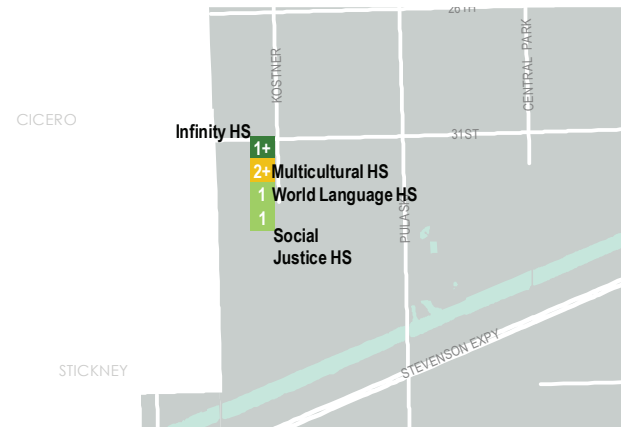 26TH
KOSTNER
CENTRAL PARK
CICERO
Infinity HS
31ST
1+
2+ Multicultural HS
1 World Language HS
1
Social
Justice HS
PULASKI
STEVENSON EXPY
STICKNEY